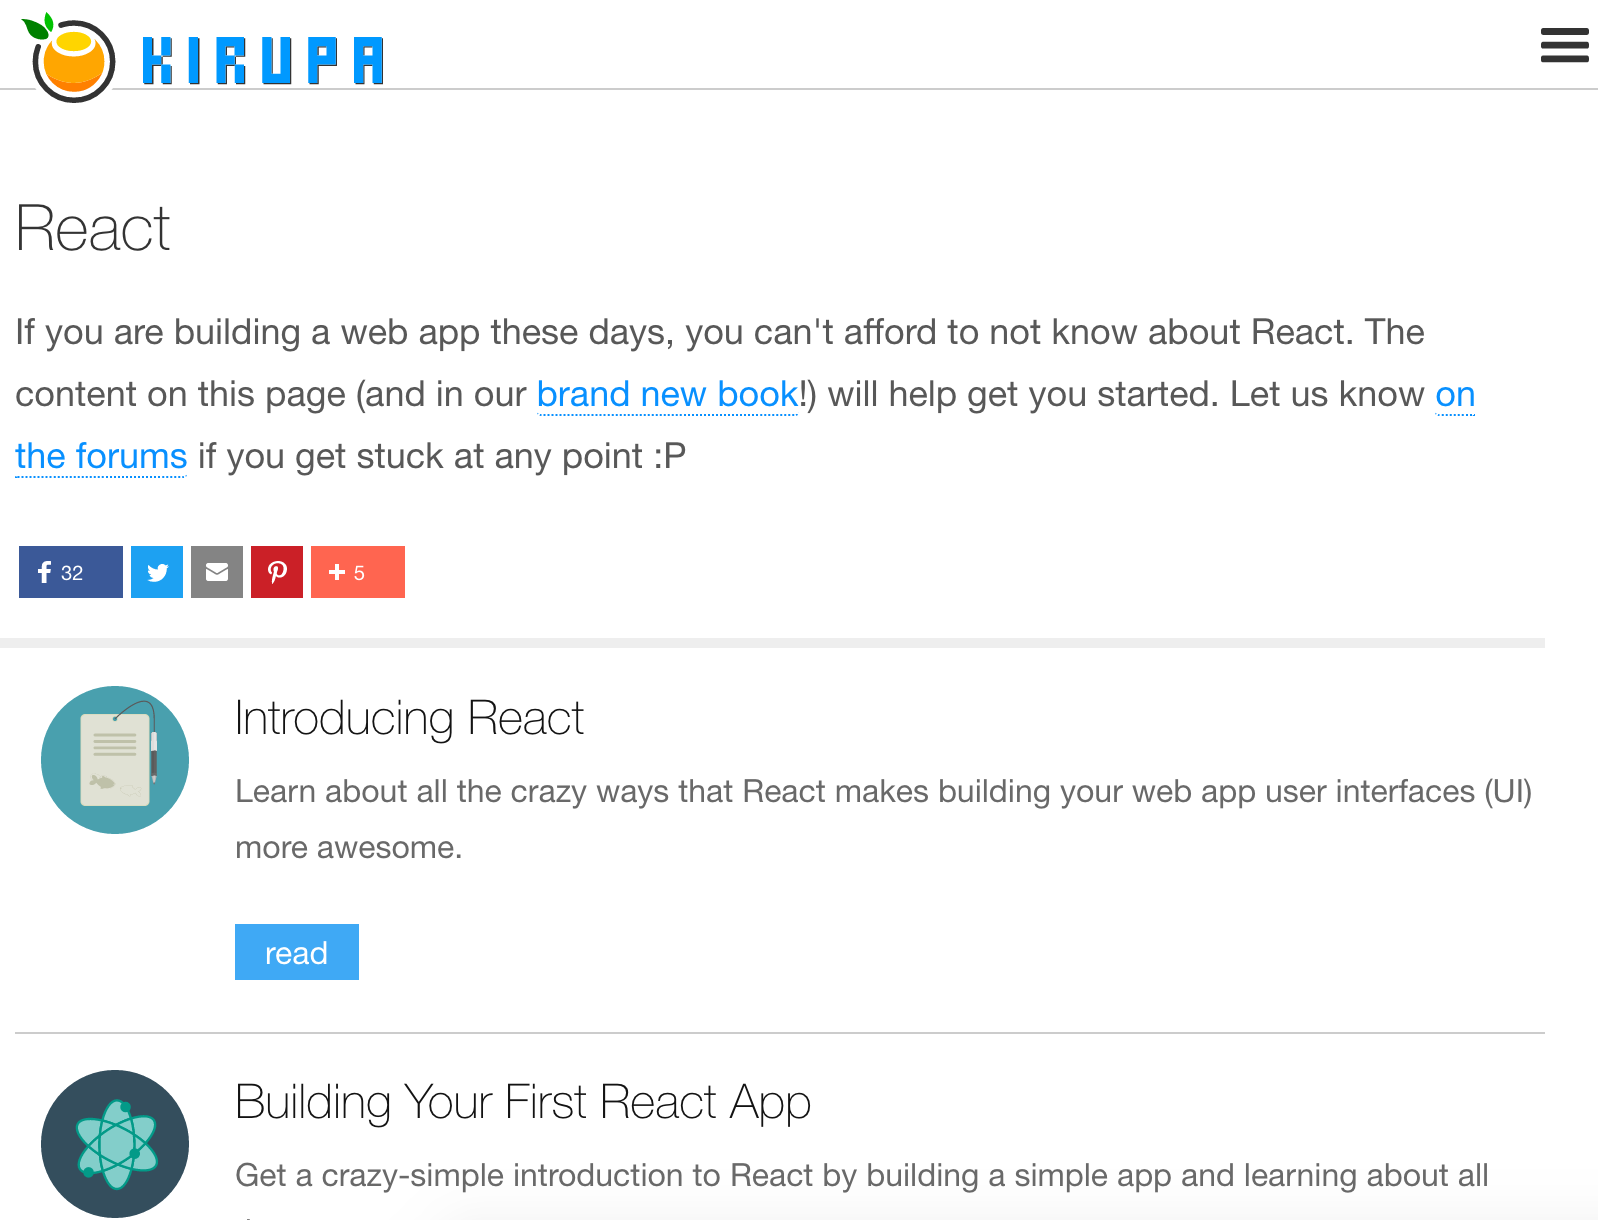 KIRUPA
React
If you are building a web app these days, you can't afford to not know about React. The
content on this page (and in our brand new book!) will help get you started. Let us know on
the forums if you get stuck at any point :P
32
+ 5
Introducing React
Learn about all the crazy ways that React makes building your web app user interfaces (UI)
more awesome.
read
Building Your First React App
Get a crazy-simple introduction to React by building a simple app and learning about all